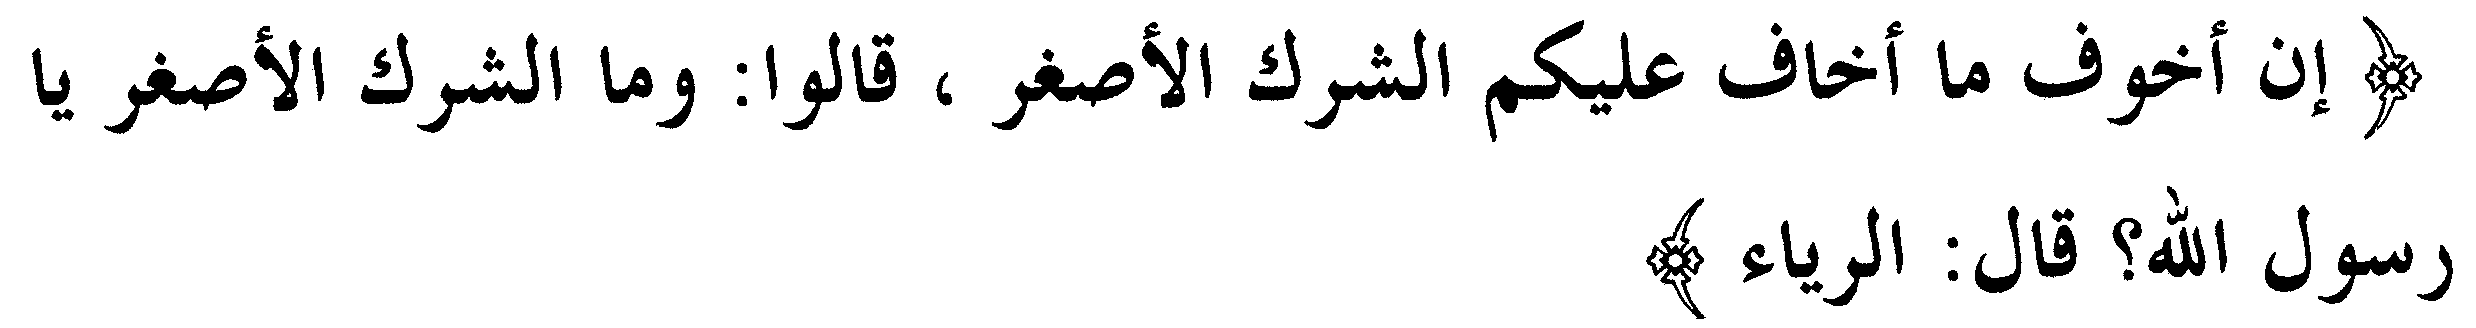 ﴿ إن أخوف ما أخاف عليكم الشرك الأصغر ، قالوا: وما الشرك الأصغر يا
رسول الله؟ قال: الرياء ﴾